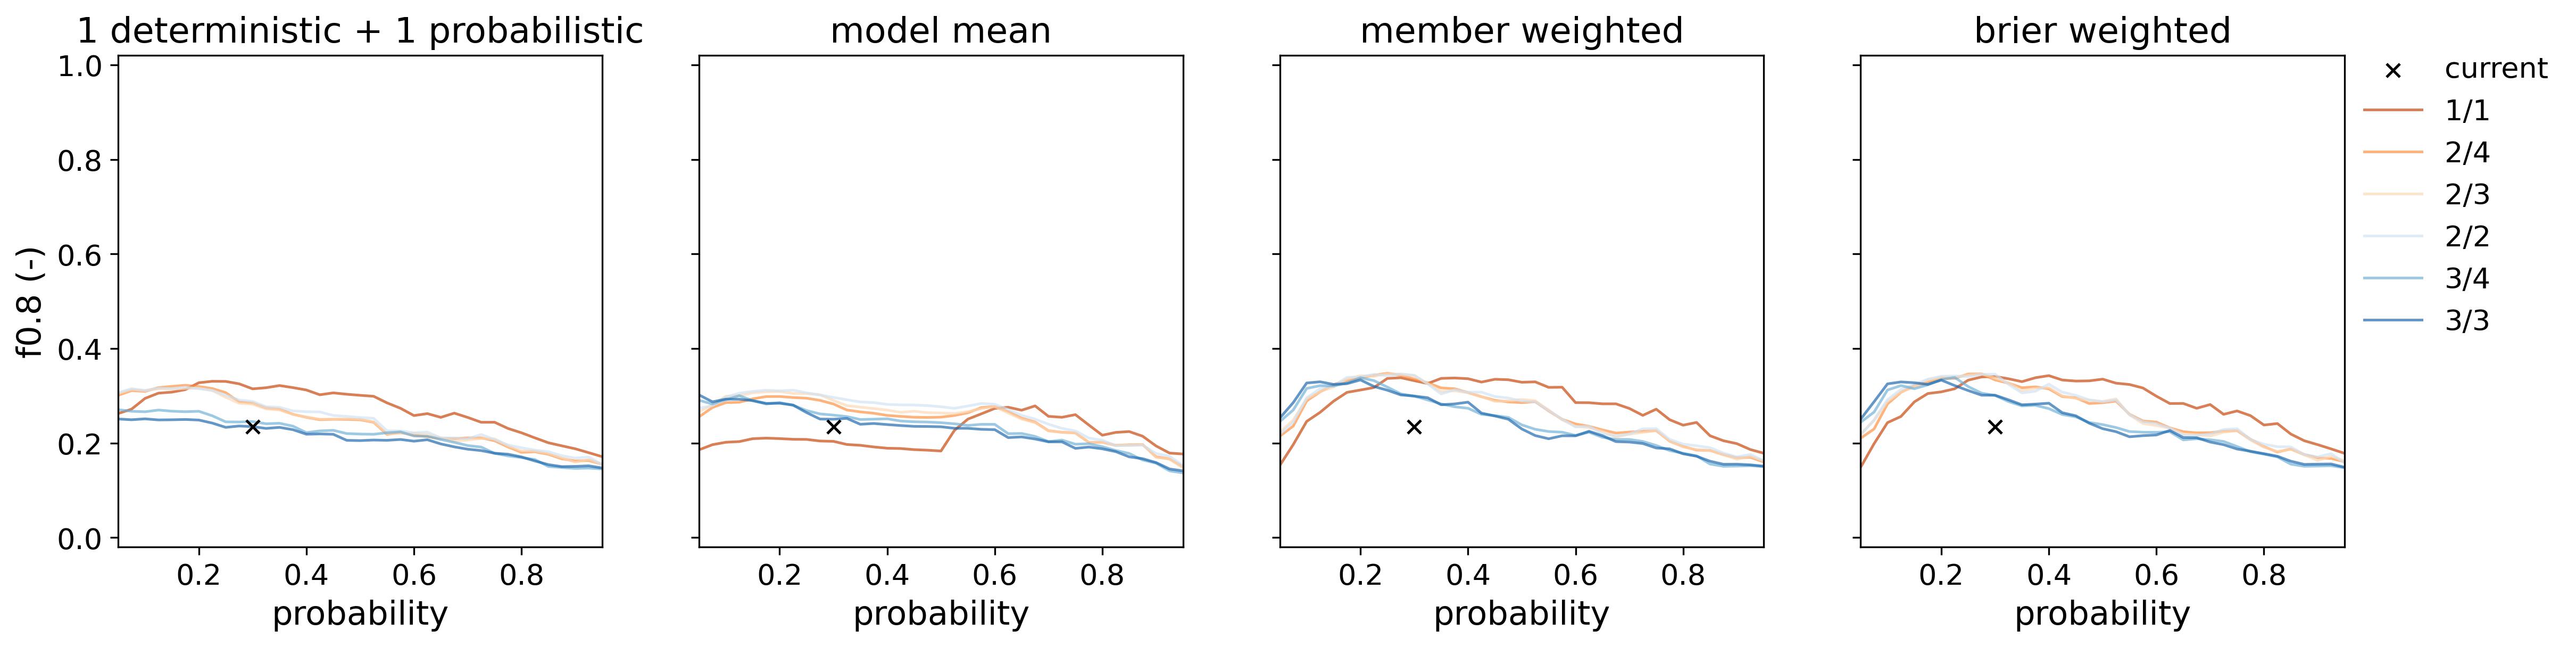 1 deterministic + 1 probabilistic
model mean
member weighted
brier weighted
f0.8 (-)
1.0
0.8
0.6
0.4
0.2
0.0
0.2 0.4 0.6 0.8
0.2 0.4 0.6 0.8
0.2 0.4 0.6 0.8
0.2 0.4 0.6 0.8
probability
probability
probability
probability
current
1/1
2/4
2/3
2/2
3/4
3/3